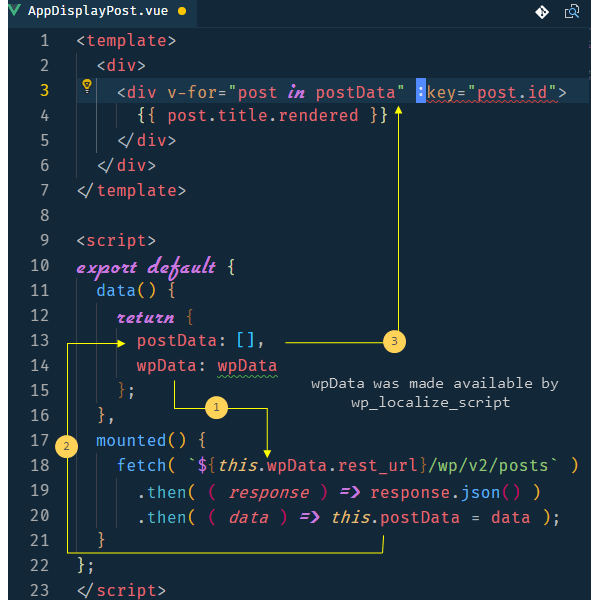 AppDisplayPost.vue
1 <template>
2 <div>
3 <div v-for="post in postData" :key="post.id">
4 {{ post.title.rendered }}
5 </div>
6 </div>
7 </template>
8
9 <script>
10 export default {
11 data() {
12 return {
13 postData: [],
3
14 wpData: wpData
15 };
wpData was made available by
1
16 },
wp_localize_script
17 mounted() {
2
18 fetch( `${this.wpData.rest_url}/wp/v2/posts` )
19 .then( ( response ) => response.json() )
20 .then( ( data ) => this.postData = data );
21 }
22 };
23 </script>